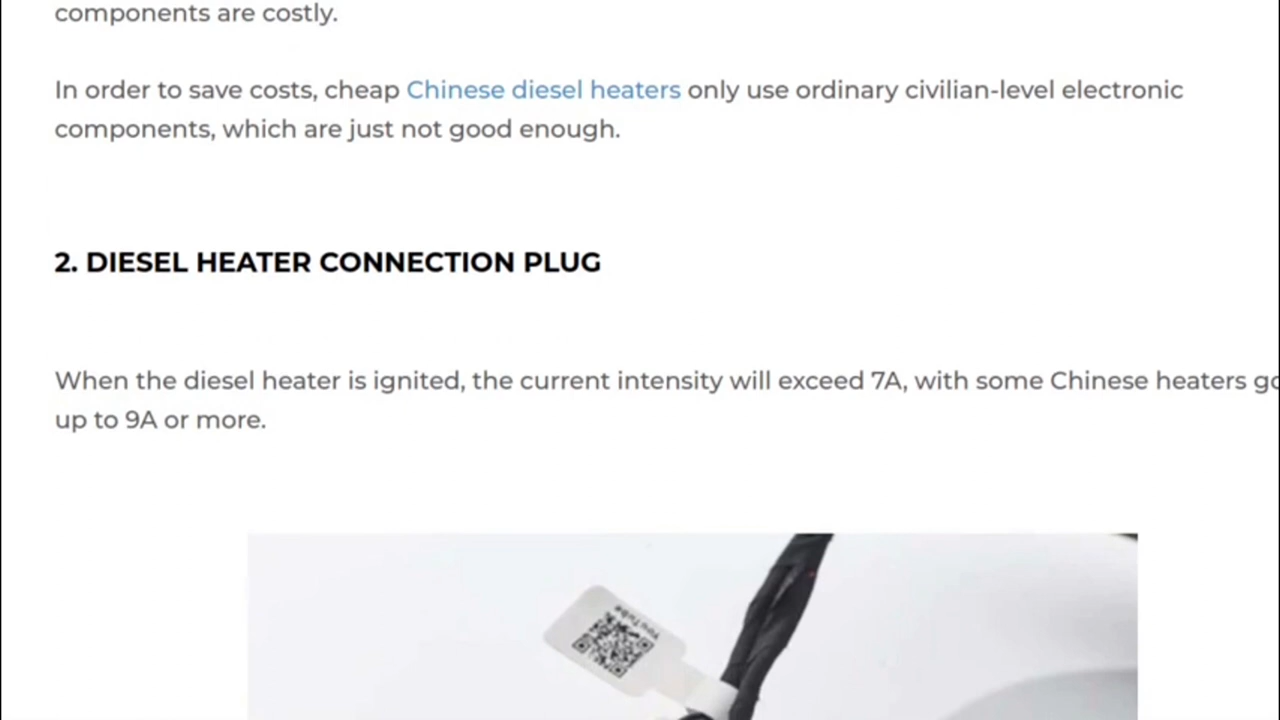 components are costly.
In order to save costs, cheap Chinese diesel heaters only use ordinary civilian-level electronic
components, which are just not good enough.
2. DIESEL HEATER CONNECTION PLUG
When the diesel heater is ignited, the current intensity will exceed 7A, with some Chinese heaters go
up to 9A or more.
YouTube